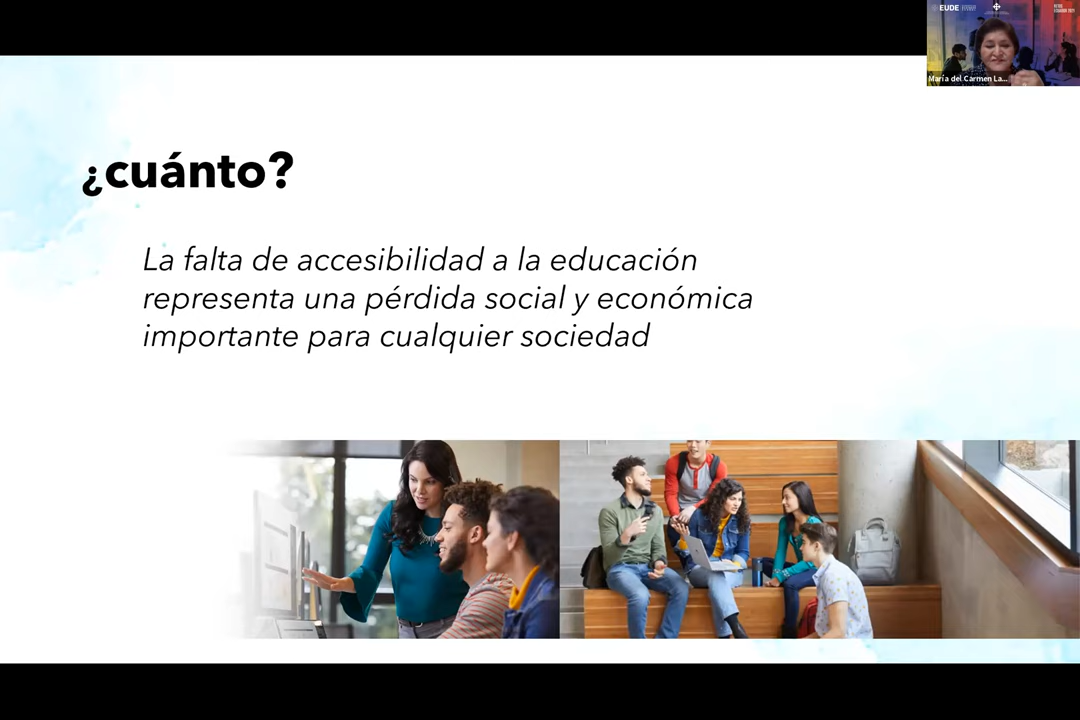 EUDE
María del Carmen La...
¿cuánto?
La falta de accesibilidad a la educación
representa una pérdida social y económica
importante para cualquier sociedad